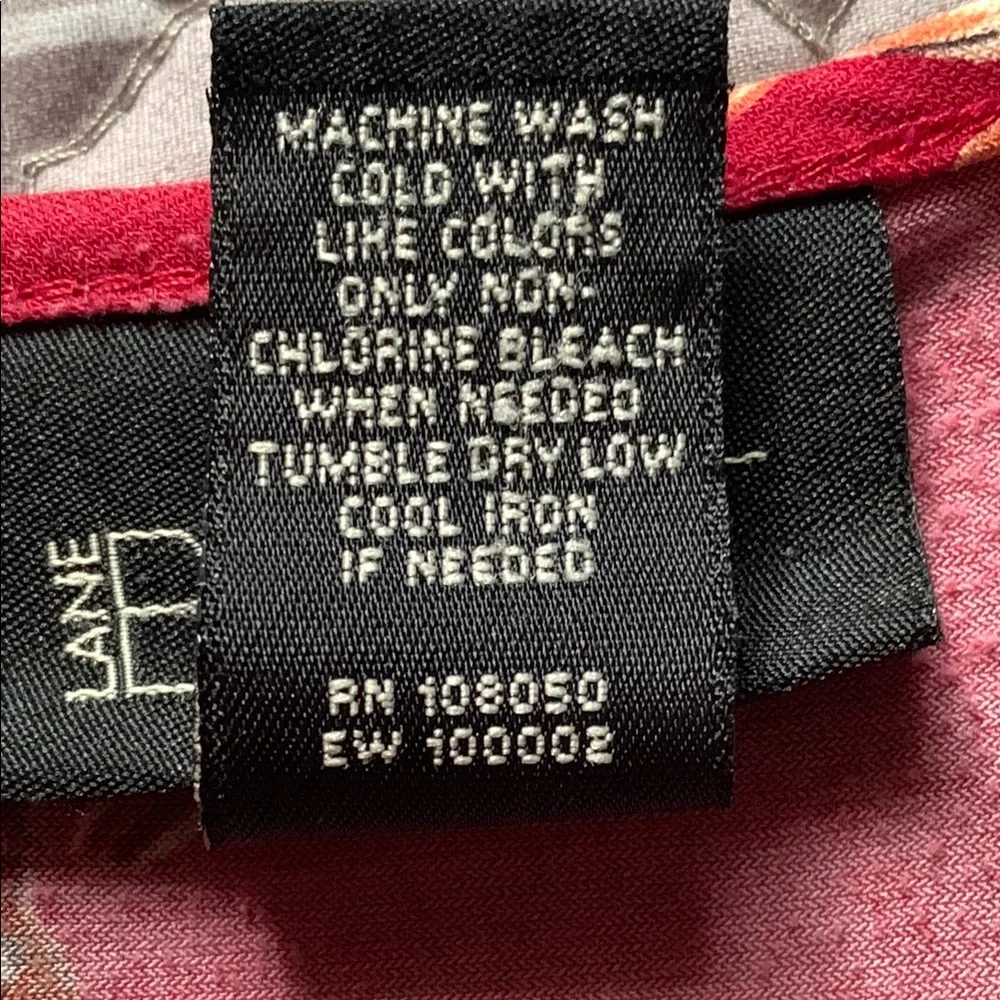 MACHINE WASH
COLD WITH
LIKE COLORS
ONLY NON-
CHLORINE BLEACH
WHEN NEEDED
TUMBLE DRY LOW
COOL IRON
IF NEEDED
RN 108050
EW 100002
LANE